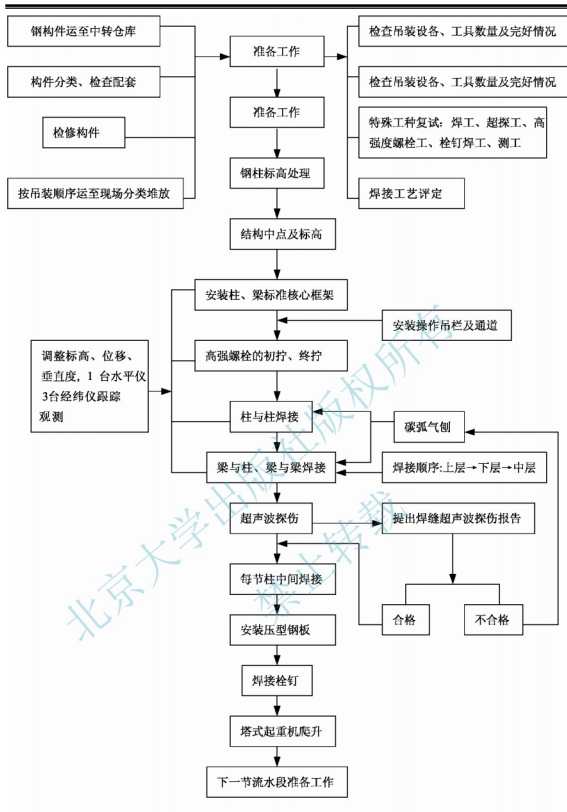 钢构件运至中转仓库
准备工作
检查吊装设备、工具数量及完好情况
构件分类、检查配套
检查吊装设备、工具数量及完好情况
准备工作
检修构件
特殊工种复试：焊工、超探工、高
强度螺栓工、栓钉焊工、测工
钢柱标高处理
按吊装顺序运至现场分类堆放
焊接工艺评定
结构中点及标高
安装柱、梁标准核心框架
安装操作吊栏及通道
调整标高、位移、
垂直度，1 台水平仪
3台经纬仪跟踪
观测
高强螺栓的初拧、终拧
柱与柱焊接
碳弧气刨
梁与柱、梁与梁焊接
焊接顺序:上层→下层→中层
超声波探伤
提出焊缝超声波探伤报告
每节柱中间焊接
合格
不合格
安装压型钢板
焊接栓钉
塔式起重机爬升
下一节流水段准备工作
北京大学出版社版权所有
禁止转载